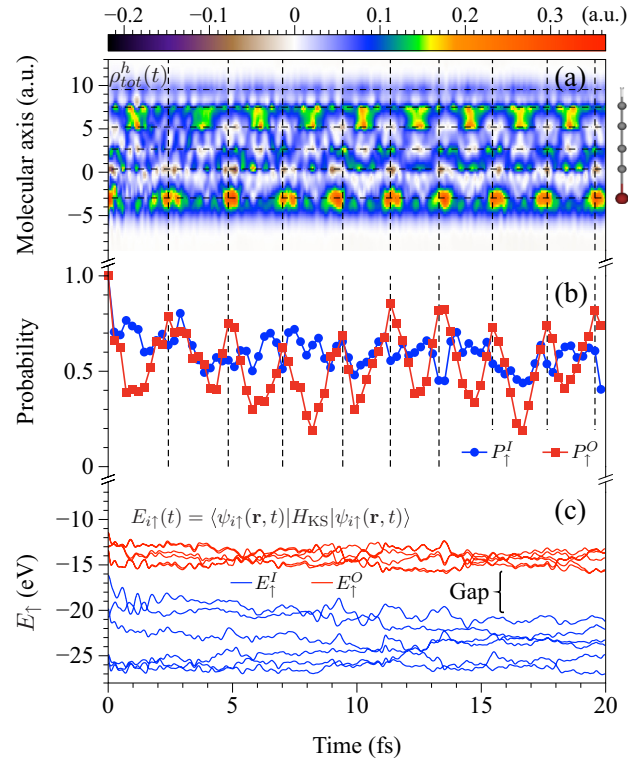 −0.2 −0.1 0 0.1 0.2 0.3 (a.u.)
ρ^h_tot(t) (a)
Molecular axis (a.u.)
10
5
0
−5
(b)
Probability
1.0
0.5
0
P^I_↑ P^O_↑
E_i↑(t) = ⟨ψ_i↑(r, t)|H_KS|ψ_i↑(r, t)⟩ (c)
E_↑ (eV)
−10
−15
−20
−25
E^I_↑ E^O_↑
Gap
0 5 10 15 20
Time (fs)